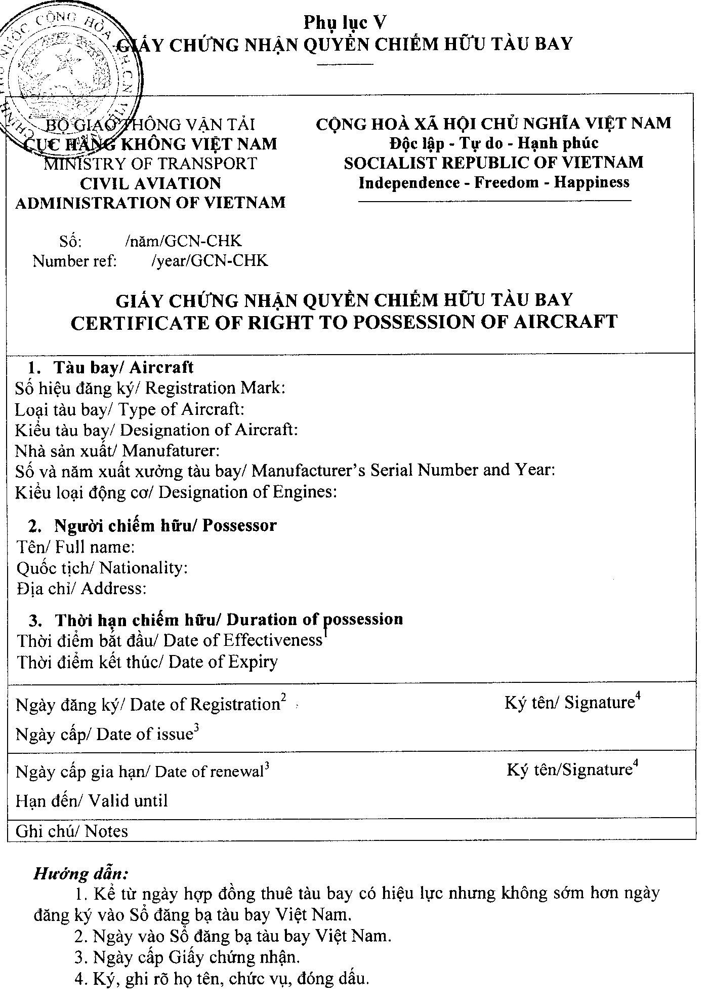 Phụ lục V
GIẤY CHỨNG NHẬN QUYỀN CHIẾM HỮU TÀU BAY
BỘ GIAO THÔNG VẬN TẢI
CỤC HÀNG KHÔNG VIỆT NAM
MINISTRY OF TRANSPORT
CIVIL AVIATION
ADMINISTRATION OF VIETNAM
CỘNG HOÀ XÃ HỘI CHỦ NGHĨA VIỆT NAM
Độc lập - Tự do - Hạnh phúc
SOCIALIST REPUBLIC OF VIETNAM
Independence - Freedom - Happiness
Số: /năm/GCN-CHK
Number ref: /year/GCN-CHK
GIẤY CHỨNG NHẬN QUYỀN CHIẾM HỮU TÀU BAY
CERTIFICATE OF RIGHT TO POSSESSION OF AIRCRAFT
1. Tàu bay/ Aircraft
Số hiệu đăng ký/ Registration Mark:
Loại tàu bay/ Type of Aircraft:
Kiểu tàu bay/ Designation of Aircraft:
Nhà sản xuất/ Manufaturer:
Số và năm xuất xưởng tàu bay/ Manufacturer’s Serial Number and Year:
Kiểu loại động cơ/ Designation of Engines:
2. Người chiếm hữu/ Possessor
Tên/ Full name:
Quốc tịch/ Nationality:
Địa chỉ/ Address:
3. Thời hạn chiếm hữu/ Duration of possession
Thời điểm bắt đầu/ Date of Effectiveness1
Thời điểm kết thúc/ Date of Expiry
Ngày đăng ký/ Date of Registration2 Ký tên/ Signature4
Ngày cấp/ Date of issue3
Ngày cấp gia hạn/ Date of renewal3 Ký tên/Signature4
Hạn đến/ Valid until
Ghi chú/ Notes
Hướng dẫn:
1. Kể từ ngày hợp đồng thuê tàu bay có hiệu lực nhưng không sớm hơn ngày
đăng ký vào Sổ đăng bạ tàu bay Việt Nam.
2. Ngày vào Sổ đăng bạ tàu bay Việt Nam.
3. Ngày cấp Giấy chứng nhận.
4. Ký, ghi rõ họ tên, chức vụ, đóng dấu.